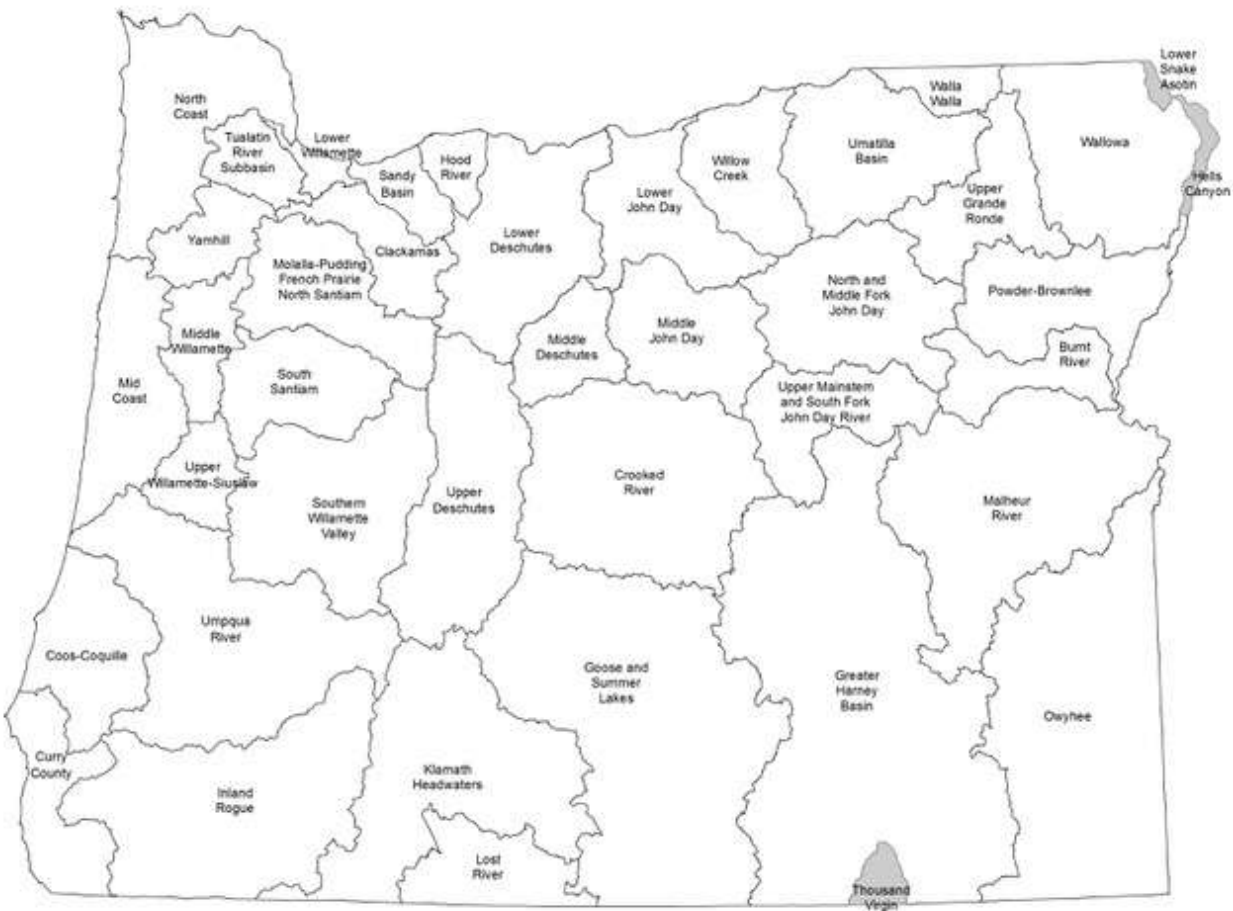 Lower
Snake
Asotin
North
Coast
Walla
Walla
Tualatin
River
Subbasin
Lower
Willamette
Sandy
Basin
Hood
River
Willow
Creek
Umatilla
Basin
Wallowa
Hells
Canyon
Lower
John Day
Upper
Grande
Ronde
Yamhill
Clackamas
Lower
Deschutes
Molalla-Pudding
French Prairie
North Santiam
North and
Middle Fork
John Day
Powder-Brownlee
Middle
Willamette
Middle
Deschutes
Middle
John Day
Burnt
River
Mid
Coast
South
Santiam
Upper Mainstem
and South Fork
John Day River
Upper
Willamette-Siuslaw
Southern
Willamette
Valley
Upper
Deschutes
Crooked
River
Malheur
River
Umpqua
River
Coos-Coquille
Goose and
Summer
Lakes
Greater
Harney
Basin
Owyhee
Curry
County
Inland
Rogue
Klamath
Headwaters
Lost
River
Thousand
Virgin